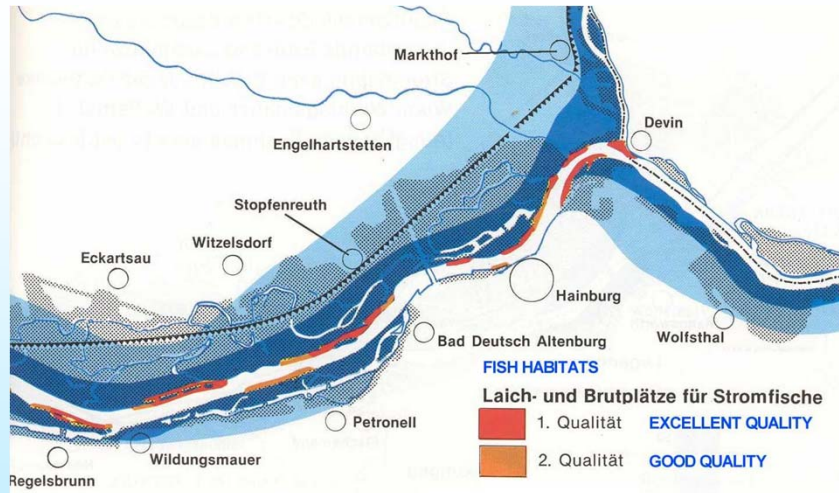 Markthof
Devin
Engelhartstetten
Stopfenreuth
Witzelsdorf
Eckartsau
Hainburg
Wolfsthal
Bad Deutsch Altenburg
FISH HABITATS
Laich- und Brutplätze für Stromfische
1. Qualität EXCELLENT QUALITY
2. Qualität GOOD QUALITY
Petronell
Wildungsmauer
Regelsbrunn